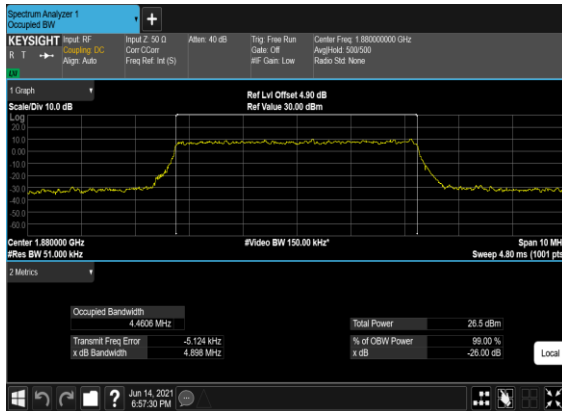 Spectrum Analyzer 1
Occupied BW
+
KEYSIGHT Input: RF Input Z: 50 Ω Atten: 40 dB Trig: Free Run Center Freq: 1.880000000 GHz
R T Coupling: DC Corr CCorr Gate: Off Avg|Hold: 500/500
Align: Auto Freq Ref: Int (S) #IF Gain: Low Radio Std: None
LXI
1 Graph
Ref Lvl Offset 4.90 dB
Scale/Div 10.0 dB Ref Value 30.00 dBm
Log
20.0
10.0
0.00
-10.0
-20.0
-30.0
-40.0
-50.0
-60.0
Center 1.880000 GHz #Video BW 150.00 kHz* Span 10 MH
#Res BW 51.000 kHz Sweep 4.80 ms (1001 pts
2 Metrics
Occupied Bandwidth
4.4606 MHz Total Power 26.5 dBm
Transmit Freq Error -5.124 kHz % of OBW Power 99.00 %
x dB Bandwidth 4.898 MHz x dB -26.00 dB
Local
? Jun 14, 2021
6:57:30 PM